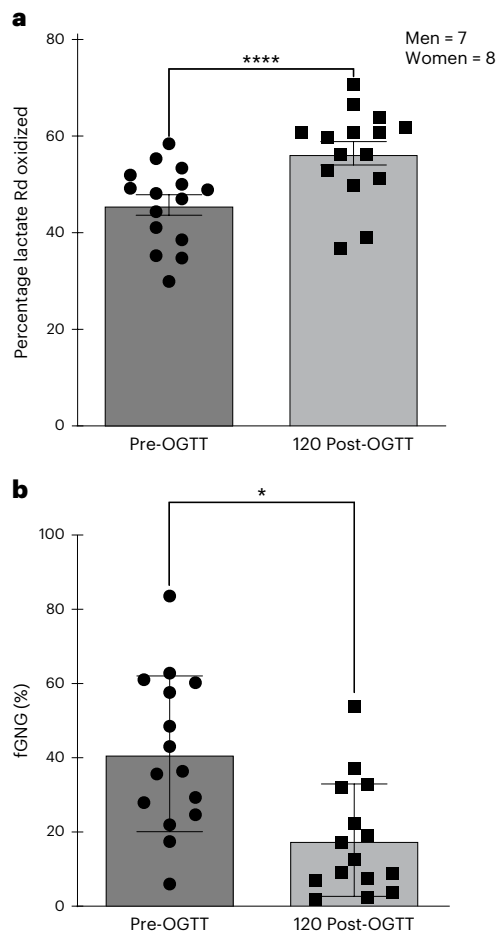 a
Men = 7
Women = 8
Percentage lactate Rd oxidized
80
60
40
20
0
****
Pre-OGTT
120 Post-OGTT
b
fGNG (%)
100
80
60
40
20
0
*
Pre-OGTT
120 Post-OGTT